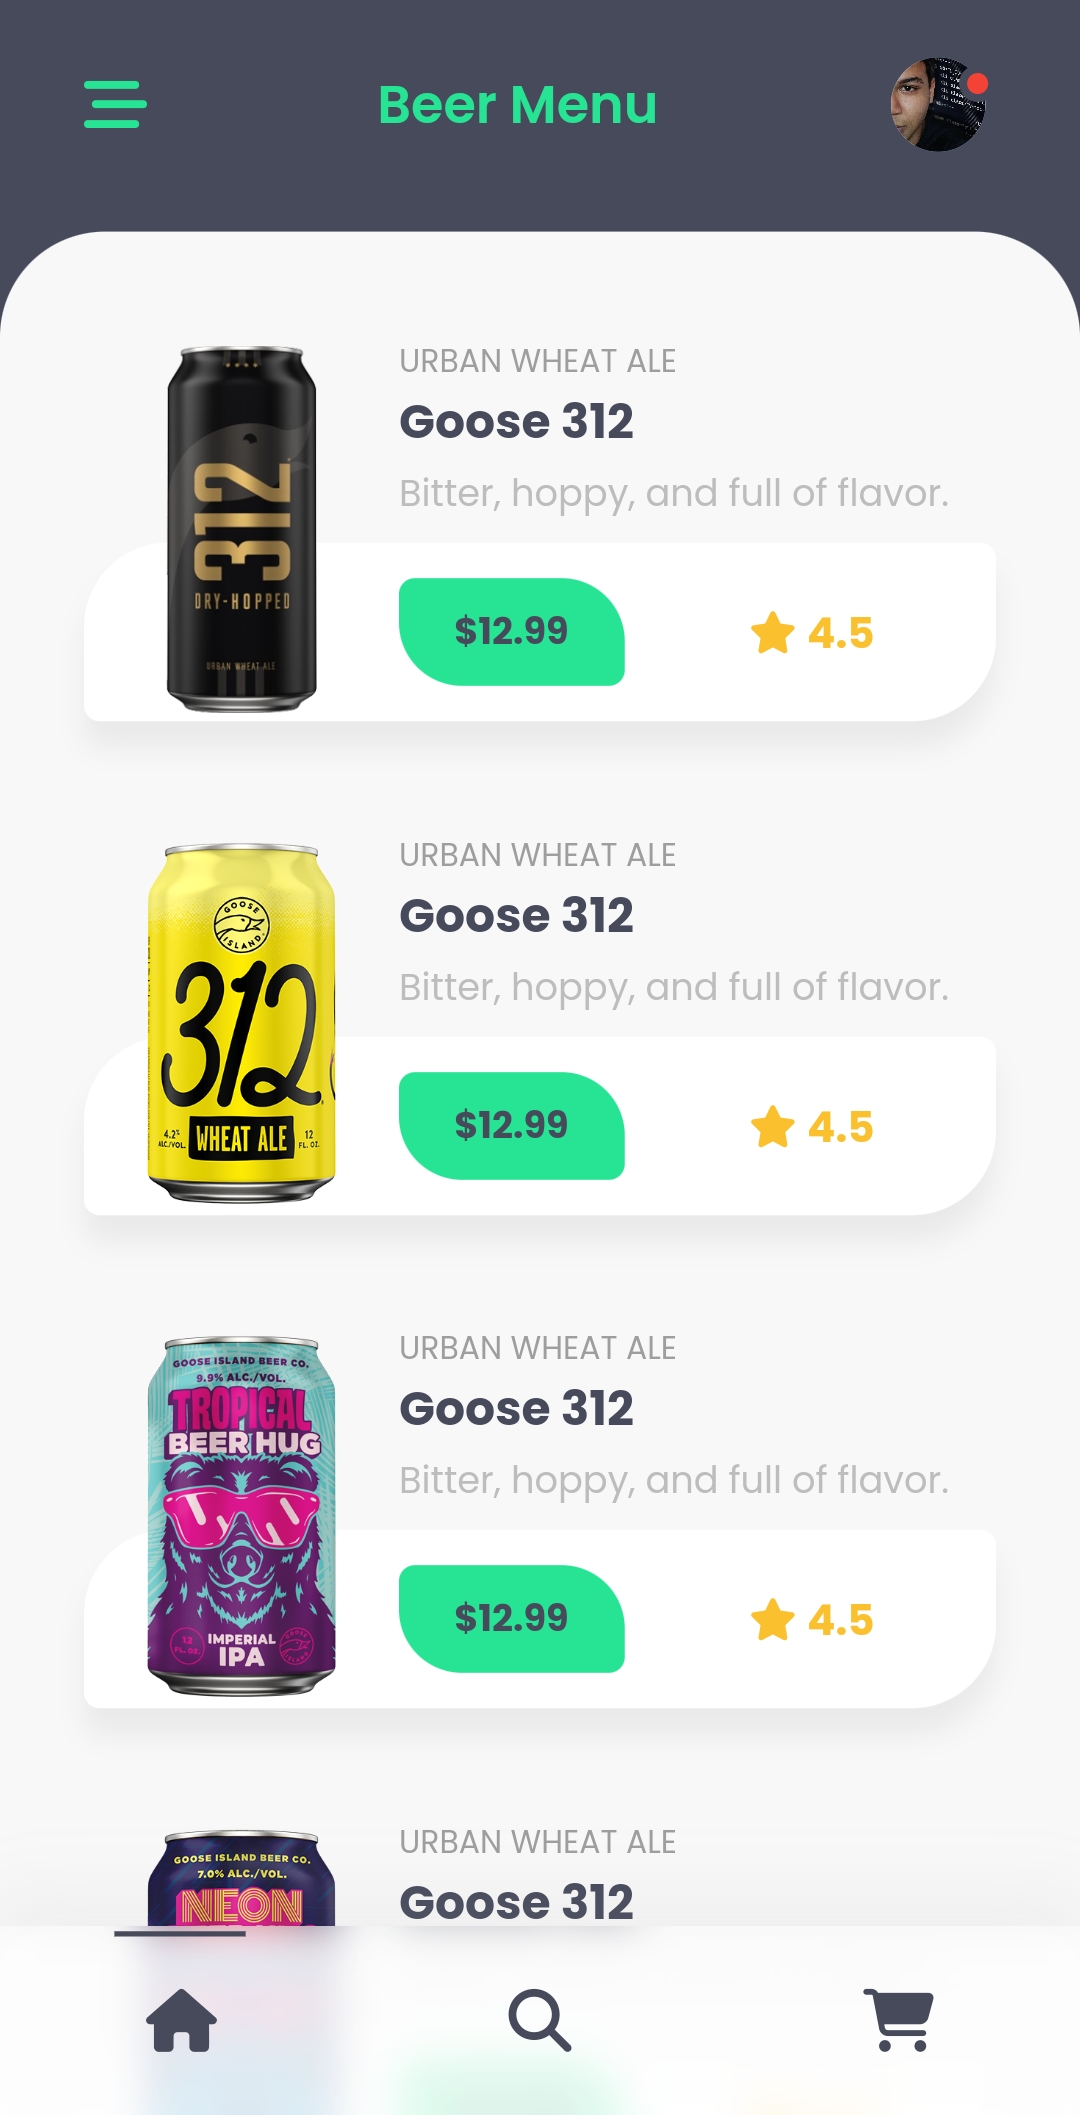 Beer Menu
URBAN WHEAT ALE
Goose 312
Bitter, hoppy, and full of flavor.
312
DRY-HOPPED
URBAN WHEAT ALE
$12.99
4.5
URBAN WHEAT ALE
Goose 312
Bitter, hoppy, and full of flavor.
GOOSE
ISLAND
312
4.2%
ALC./VOL.
WHEAT ALE
12
FL. OZ.
$12.99
4.5
URBAN WHEAT ALE
Goose 312
Bitter, hoppy, and full of flavor.
GOOSE ISLAND BEER CO.
9.9% ALC./VOL.
TROPICAL
BEER HUG
12
FL. OZ.
IMPERIAL
IPA
GOOSE
ISLAND
$12.99
4.5
URBAN WHEAT ALE
Goose 312
GOOSE ISLAND BEER CO.
7.0% ALC./VOL.
NEON